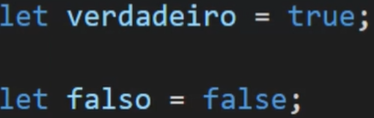 let verdadeiro = true;
let falso = false;